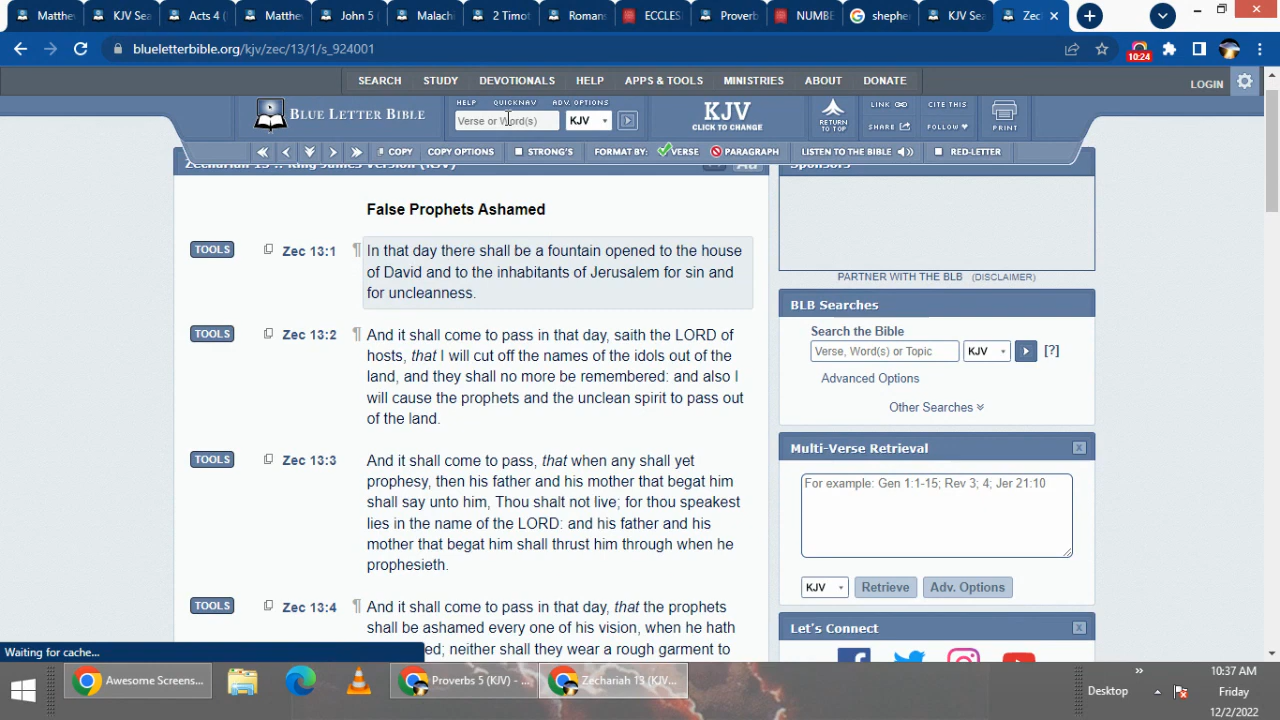 Matthe
KJV Sea
Acts 4 (
Matthe
John 5 (
Malach
2 Timot
Romans
ECCLES
Proverb
NUMBE
shepher
KJV Sea
Zec
blueletterbible.org/kjv/zec/13/1/s_924001
10:24
SEARCH
STUDY
DEVOTIONALS
HELP
APPS & TOOLS
MINISTRIES
ABOUT
DONATE
LOGIN
BLUE LETTER BIBLE
HELP
QUICKNAV
ADV. OPTIONS
Verse or Word(s)
KJV
KJV
CLICK TO CHANGE
RETURN
TO TOP
LINK
CITE THIS
SHARE
FOLLOW
PRINT
COPY
COPY OPTIONS
STRONG'S
FORMAT BY:
VERSE
PARAGRAPH
LISTEN TO THE BIBLE
RED-LETTER
Zechariah 13 :: King James Version (KJV)
Aa
Sponsors
False Prophets Ashamed
TOOLS
Zec 13:1
¶
In that day there shall be a fountain opened to the house
of David and to the inhabitants of Jerusalem for sin and
for uncleanness.
TOOLS
Zec 13:2
¶
And it shall come to pass in that day, saith the LORD of
hosts, that I will cut off the names of the idols out of the
land, and they shall no more be remembered: and also I
will cause the prophets and the unclean spirit to pass out
of the land.
TOOLS
Zec 13:3
And it shall come to pass, that when any shall yet
prophesy, then his father and his mother that begat him
shall say unto him, Thou shalt not live; for thou speakest
lies in the name of the LORD: and his father and his
mother that begat him shall thrust him through when he
prophesieth.
TOOLS
Zec 13:4
¶
And it shall come to pass in that day, that the prophets
shall be ashamed every one of his vision, when he hath
ed; neither shall they wear a rough garment to
PARTNER WITH THE BLB (DISCLAIMER)
BLB Searches
Search the Bible
Verse, Word(s) or Topic
KJV
[?]
Advanced Options
Other Searches
Multi-Verse Retrieval
X
For example: Gen 1:1-15; Rev 3; 4; Jer 21:10
KJV
Retrieve
Adv. Options
Let's Connect
X
Waiting for cache...
Awesome Screens...
Proverbs 5 (KJV) - ...
Zechariah 13 (KJV...
Desktop
10:37 AM
Friday
12/2/2022